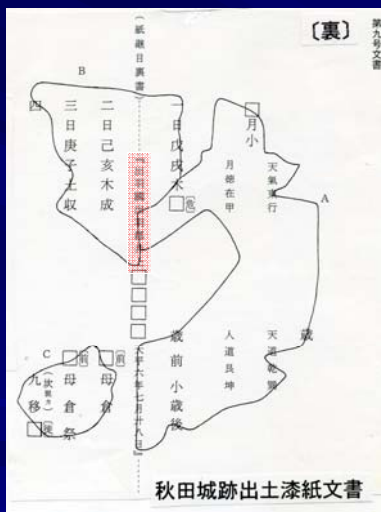 第九号文書
〔裏〕
A
歳
天氣東行 天道乾巽
月徳在甲 人道艮坤
□月小
一日戊戌木□〔危〕 歳前小歳後
(紙継目裏書) □□□□ 天平六年七月廿八日』
B
二日己亥木成 □〔前〕母倉
三日庚子土収 □〔前〕母倉祭
四
C
九移□〔後〕
秋田城跡出土漆紙文書